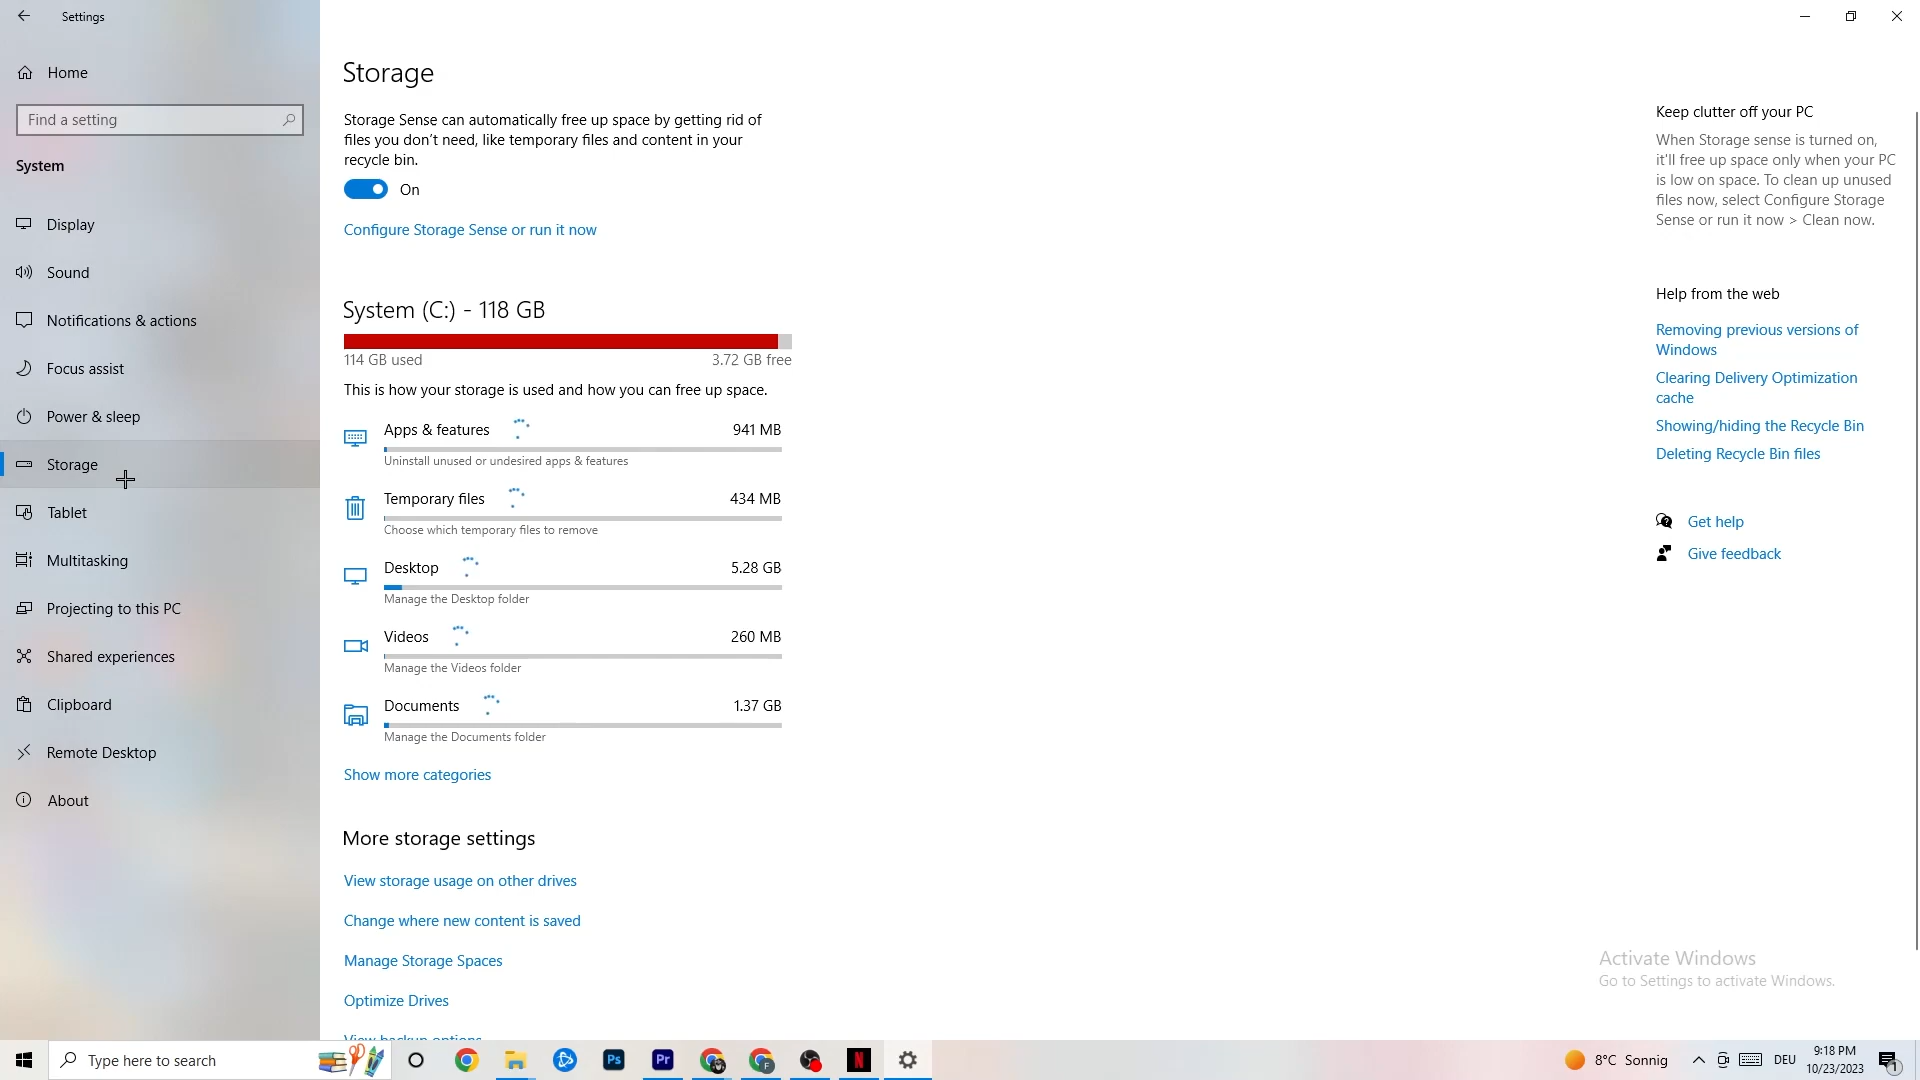 Settings
Home
Find a setting
System
Display
Sound
Notifications & actions
Focus assist
Power & sleep
Storage
Tablet
Multitasking
Projecting to this PC
Shared experiences
Clipboard
Remote Desktop
About
Storage
Storage Sense can automatically free up space by getting rid of
files you don't need, like temporary files and content in your
recycle bin.
On
Configure Storage Sense or run it now
System (C:) - 118 GB
114 GB used
3.72 GB free
This is how your storage is used and how you can free up space.
Apps & features
941 MB
Uninstall unused or undesired apps & features
Temporary files
434 MB
Choose which temporary files to remove
Desktop
5.28 GB
Manage the Desktop folder
Videos
260 MB
Manage the Videos folder
Documents
1.37 GB
Manage the Documents folder
Show more categories
More storage settings
View storage usage on other drives
Change where new content is saved
Manage Storage Spaces
Optimize Drives
View backup options
Keep clutter off your PC
When Storage sense is turned on,
it'll free up space only when your PC
is low on space. To clean up unused
files now, select Configure Storage
Sense or run it now > Clean now.
Help from the web
Removing previous versions of
Windows
Clearing Delivery Optimization
cache
Showing/hiding the Recycle Bin
Deleting Recycle Bin files
Get help
Give feedback
Activate Windows
Go to Settings to activate Windows.
Type here to search
Ps
Pr
F
N
8°C Sonnig
DEU
9:18 PM
10/23/2023
1